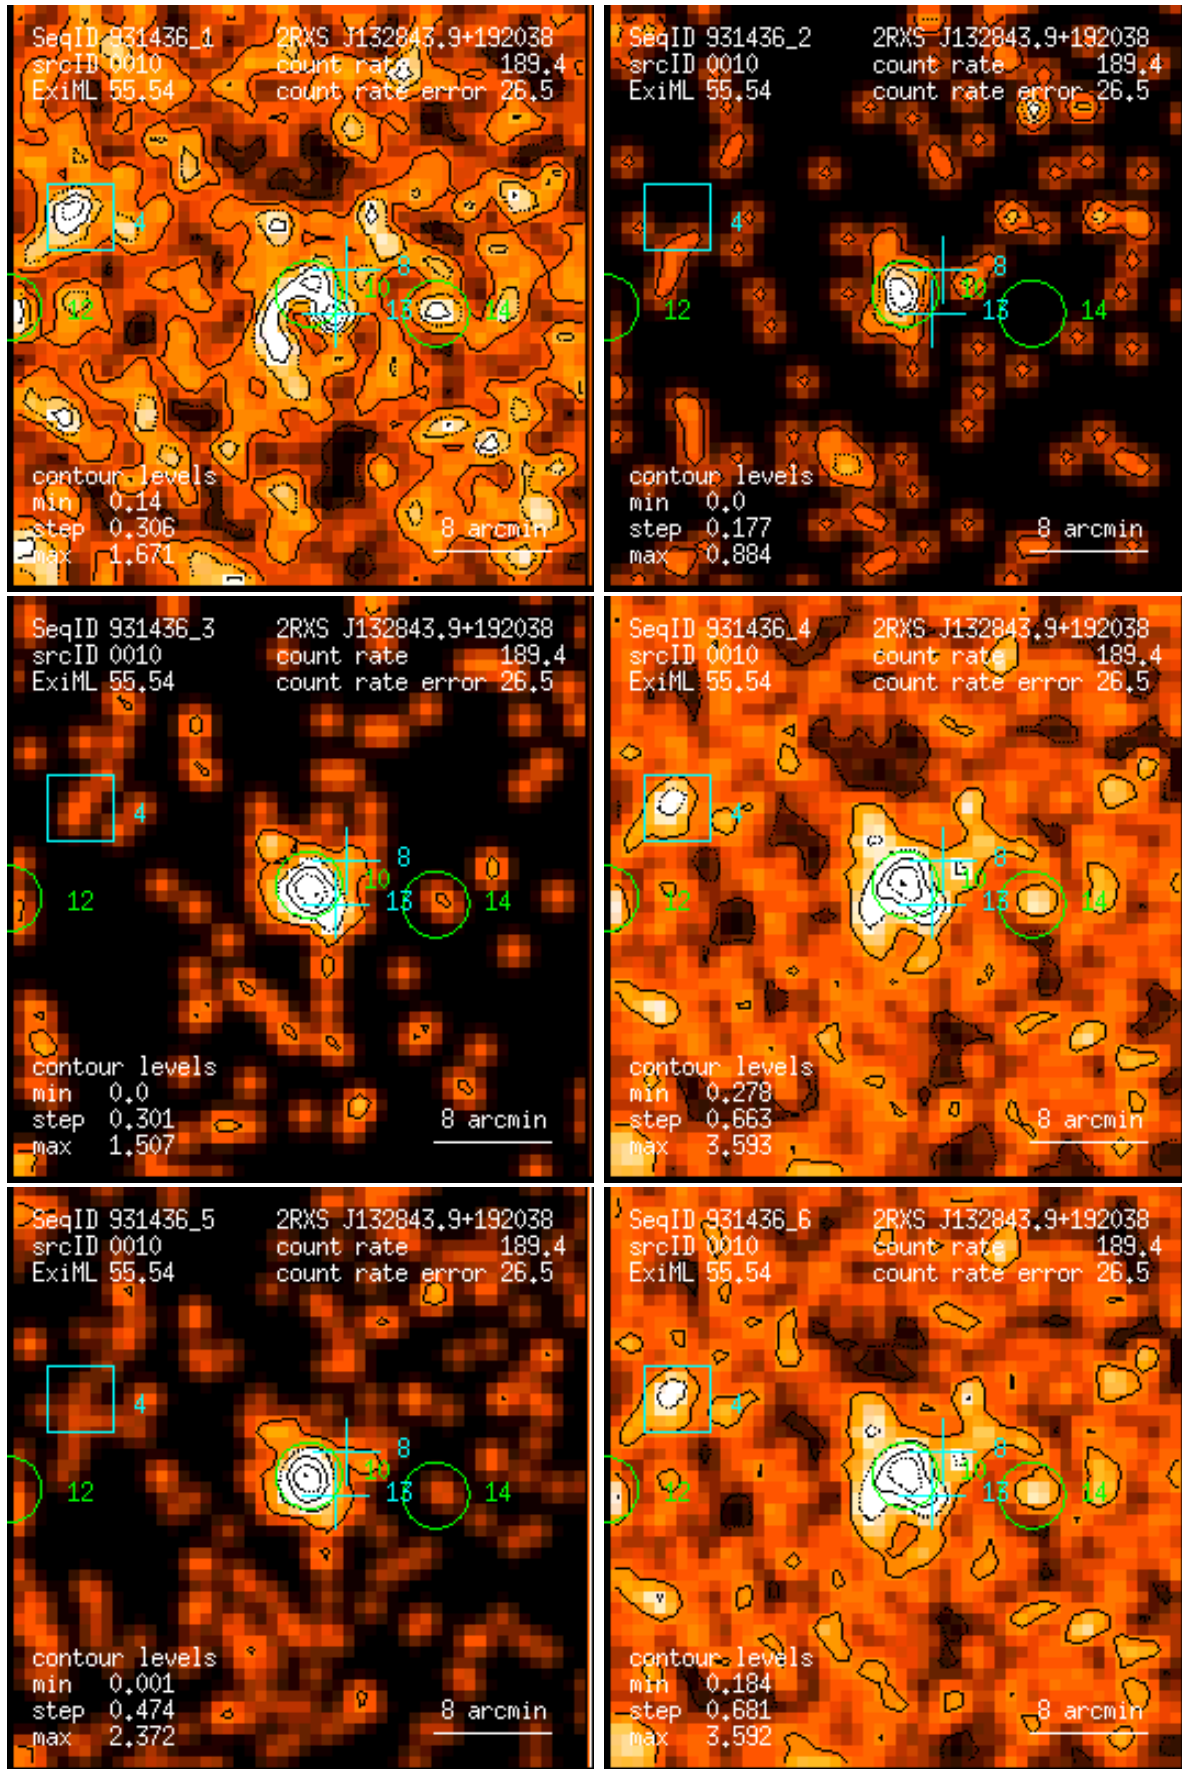 SeqID 931436_1 2RXS J132843.9+192038
srcID 0010 count rate 189.4
ExiML 55.54 count rate error 26.5
4
8
10
12 13 14
contour levels
min 0.14
step 0.306 8 arcmin
max 1.671
SeqID 931436_2 2RXS J132843.9+192038
srcID 0010 count rate 189.4
ExiML 55.54 count rate error 26.5
4
8
10
12 13 14
contour levels
min 0.0
step 0.177 8 arcmin
max 0.884
SeqID 931436_3 2RXS J132843.9+192038
srcID 0010 count rate 189.4
ExiML 55.54 count rate error 26.5
4
8
10
12 13 14
contour levels
min 0.0
step 0.301 8 arcmin
max 1.507
SeqID 931436_4 2RXS J132843.9+192038
srcID 0010 count rate 189.4
ExiML 55.54 count rate error 26.5
4
8
10
12 13 14
contour levels
min 0.278
step 0.663 8 arcmin
max 3.593
SeqID 931436_5 2RXS J132843.9+192038
srcID 0010 count rate 189.4
ExiML 55.54 count rate error 26.5
4
8
10
12 13 14
contour levels
min 0.001
step 0.474 8 arcmin
max 2.372
SeqID 931436_6 2RXS J132843.9+192038
srcID 0010 count rate 189.4
ExiML 55.54 count rate error 26.5
4
8
10
12 13 14
contour levels
min 0.184
step 0.681 8 arcmin
max 3.592